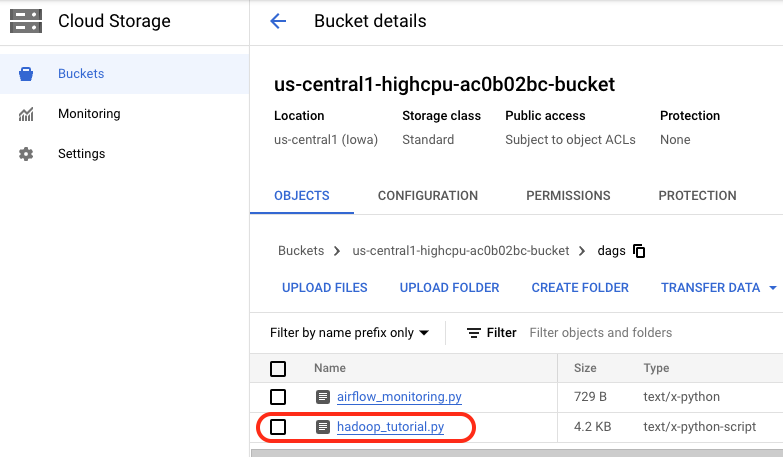 Cloud Storage
Bucket details
Buckets
Monitoring
Settings
us-central1-highcpu-ac0b02bc-bucket
Location Storage class Public access Protection
us-central1 (Iowa) Standard Subject to object ACLs None
OBJECTS CONFIGURATION PERMISSIONS PROTECTION
Buckets > us-central1-highcpu-ac0b02bc-bucket > dags
UPLOAD FILES UPLOAD FOLDER CREATE FOLDER TRANSFER DATA
Filter by name prefix only Filter Filter objects and folders
Name Size Type
airflow_monitoring.py 729 B text/x-python
hadoop_tutorial.py 4.2 KB text/x-python-script